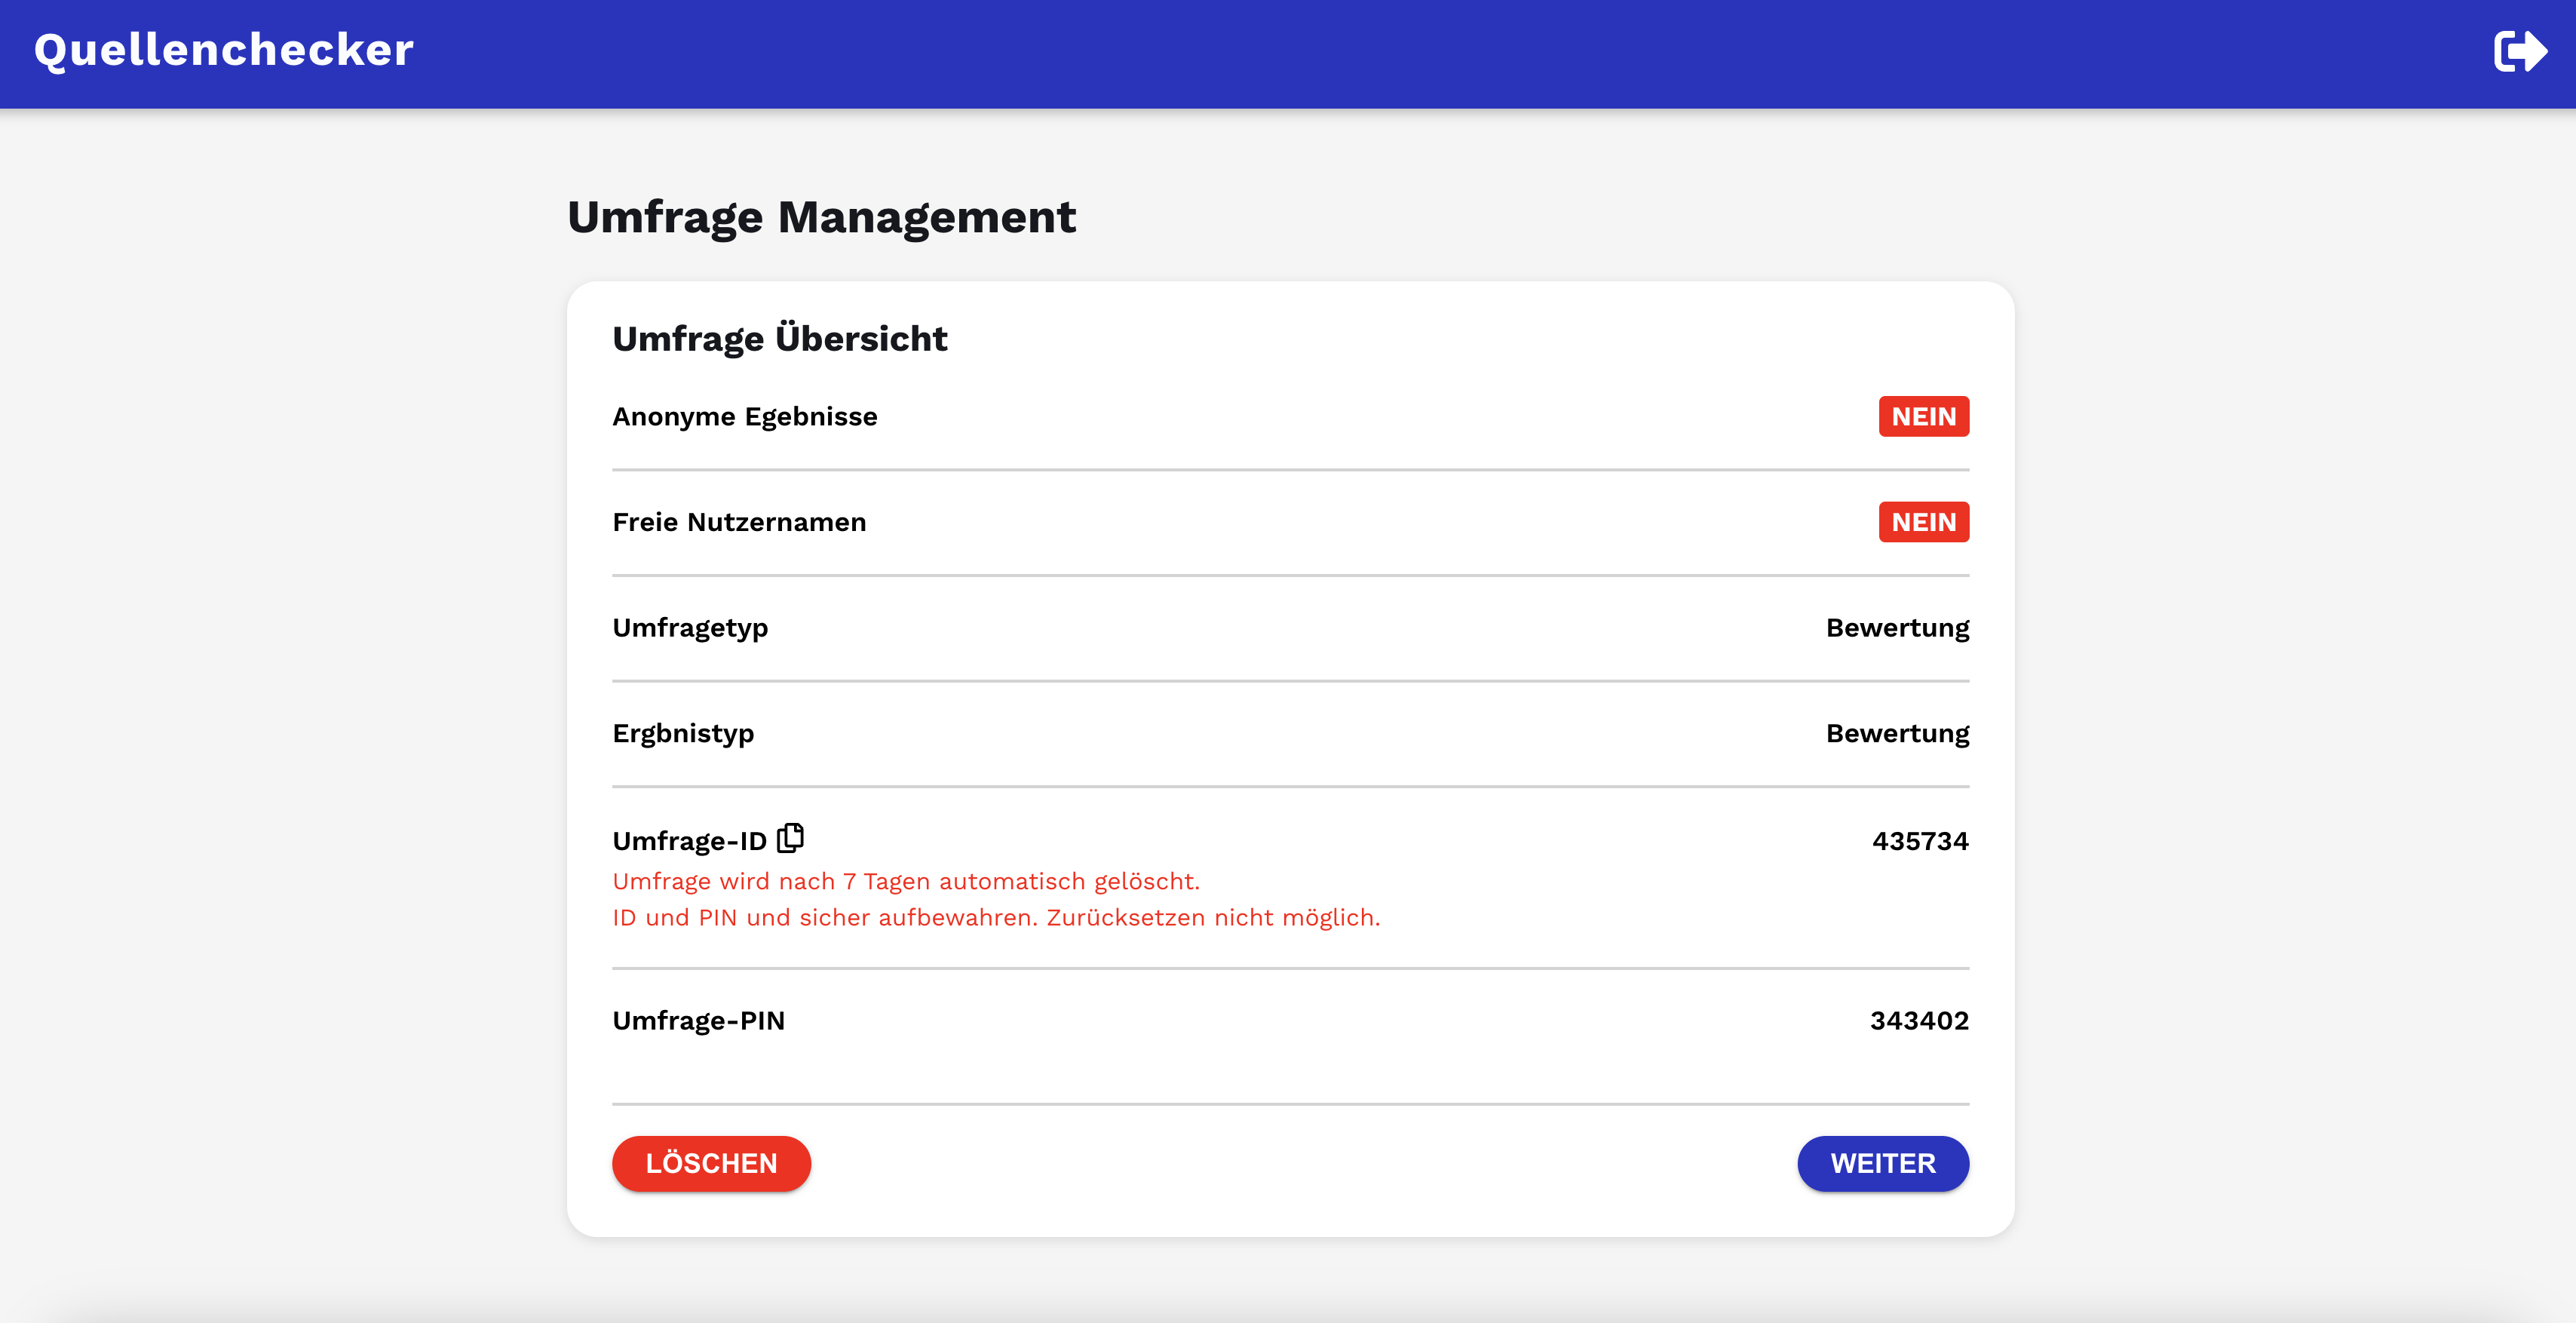 Quellenchecker
Umfrage Management
Umfrage Übersicht
Anonyme Egebnisse NEIN
Freie Nutzernamen NEIN
Umfragetyp Bewertung
Ergbnistyp Bewertung
Umfrage-ID 435734
Umfrage wird nach 7 Tagen automatisch gelöscht.
ID und PIN und sicher aufbewahren. Zurücksetzen nicht möglich.
Umfrage-PIN 343402
LÖSCHEN WEITER